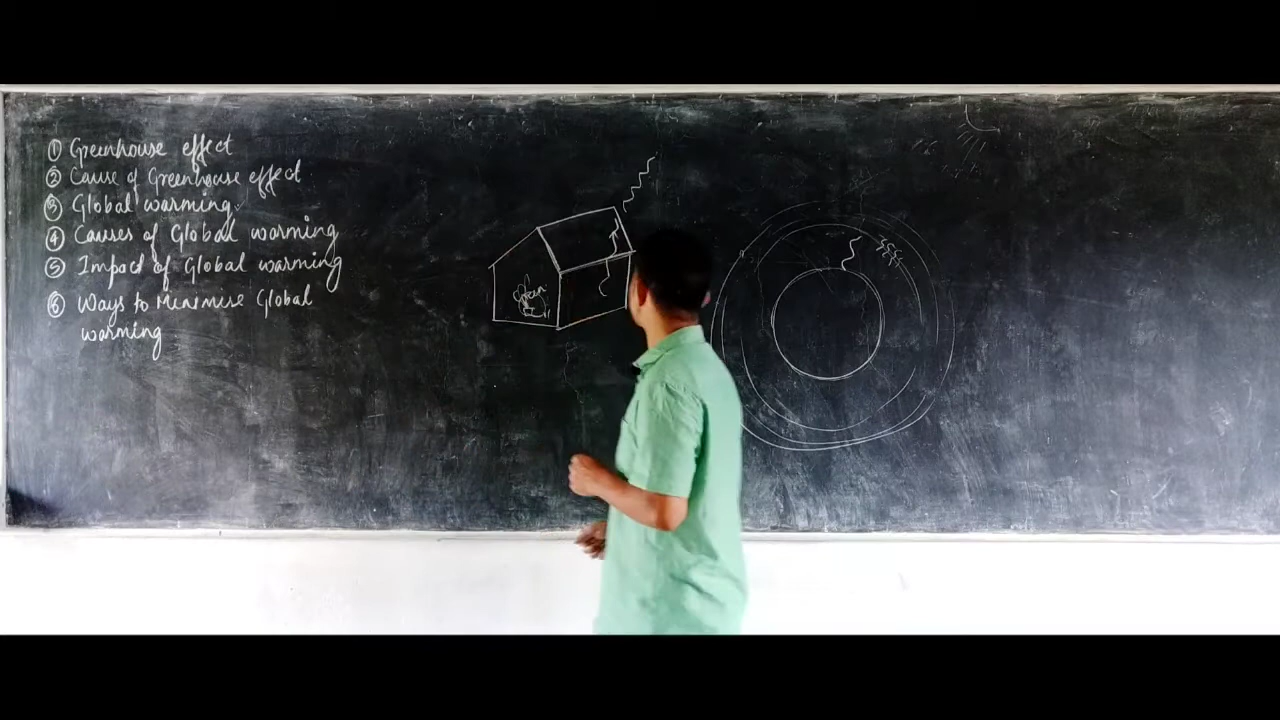 ① Greenhouse effect
② Cause of Greenhouse effect
③ Global warming
④ Causes of Global warming
⑤ Impact of Global warming
⑥ Ways to Minimise Global
warming
Green